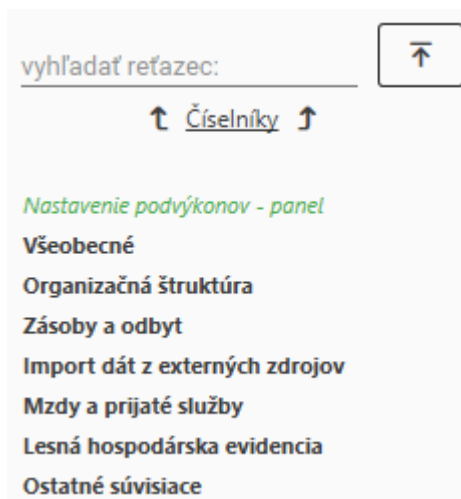 vyhľadať reťazec:
Číselníky
Nastavenie podvýkonov - panel
Všeobecné
Organizačná štruktúra
Zásoby a odbyt
Import dát z externých zdrojov
Mzdy a prijaté služby
Lesná hospodárska evidencia
Ostatné súvisiace